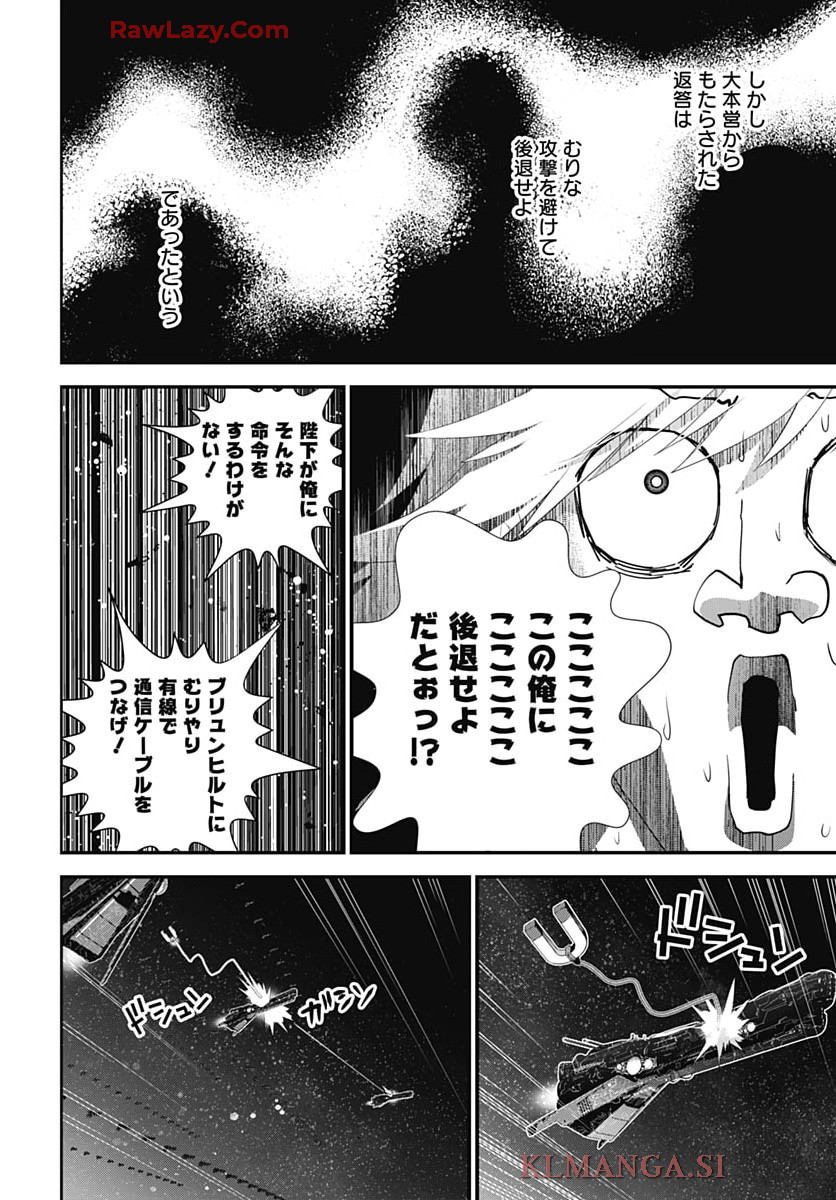 RawLazy.Com
しかし
大本営から
もたらされた
返答は
むりな
攻撃を避けて
後退せよ
であったという
こここここここ
この俺に
ここここここ
後退せよ
だとぉっ!?
陛下が俺に
そんな
命令を
するわけが
ない!
ブリュンヒルトに
むりやり
有線で
通信ケーブルを
つなげ!
ドシュン
ドシュン
ガシン
KLMANGA.SI